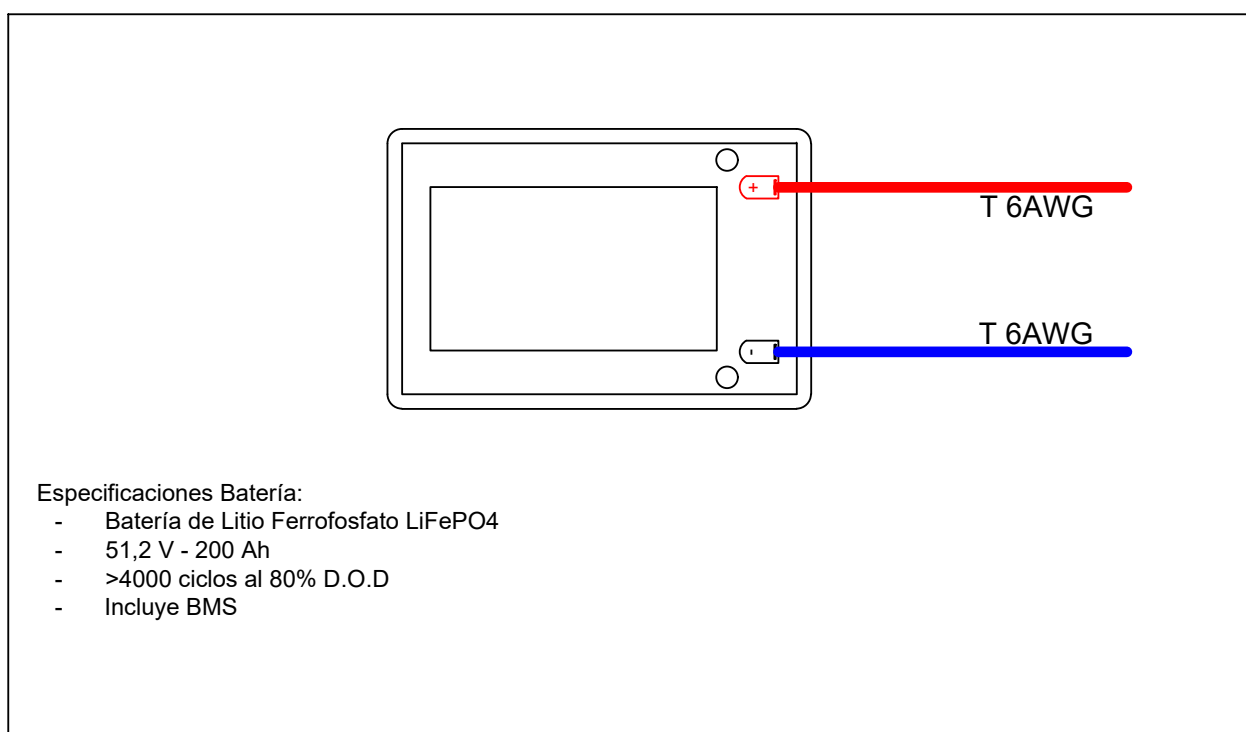 +
T 6AWG
T 6AWG
-
Especificaciones Batería:
- Batería de Litio Ferrofosfato LiFePO4
- 51,2 V - 200 Ah
- >4000 ciclos al 80% D.O.D
- Incluye BMS